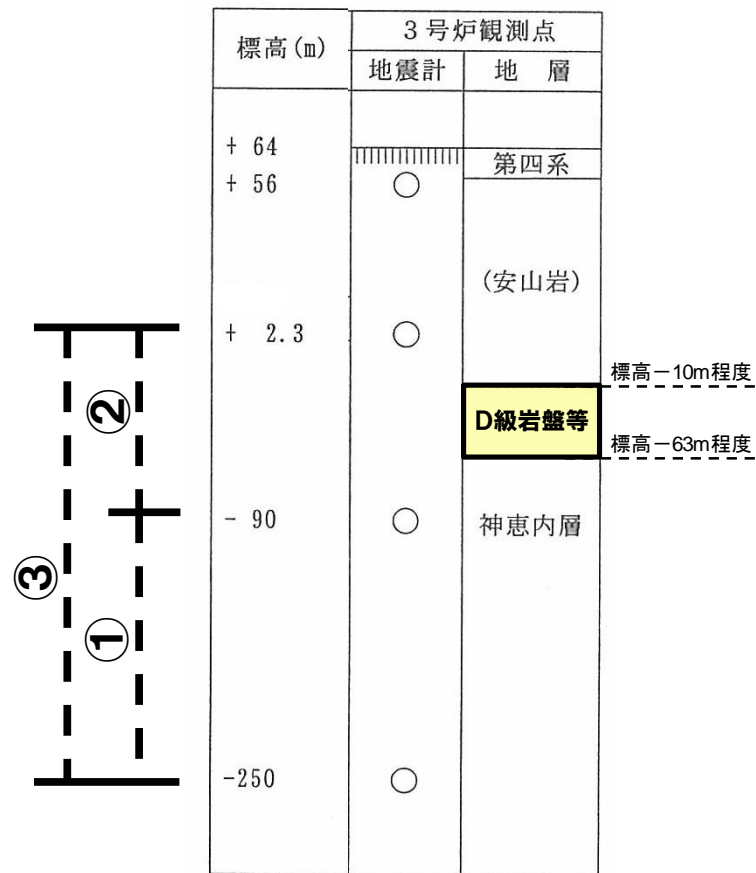 標高(m)
3号炉観測点
地震計
地 層
+ 64
第四系
+ 56
(安山岩)
+ 2.3
標高－10m程度
②
D級岩盤等
標高－63m程度
- 90
神恵内層
③
①
-250